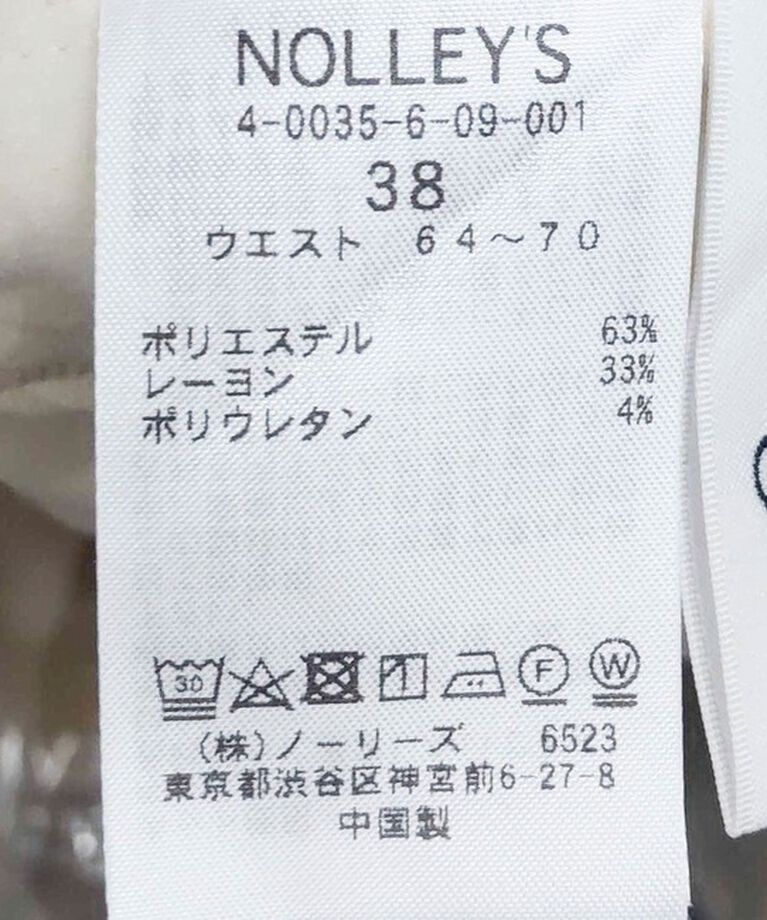 NOLLEY'S
4-0035-6-09-001
38
ウエスト　６４～７０
ポリエステル 63%
レーヨン 33%
ポリウレタン 4%
30 F W
(株)ノーリーズ 6523
東京都渋谷区神宮前6-27-8
中国製